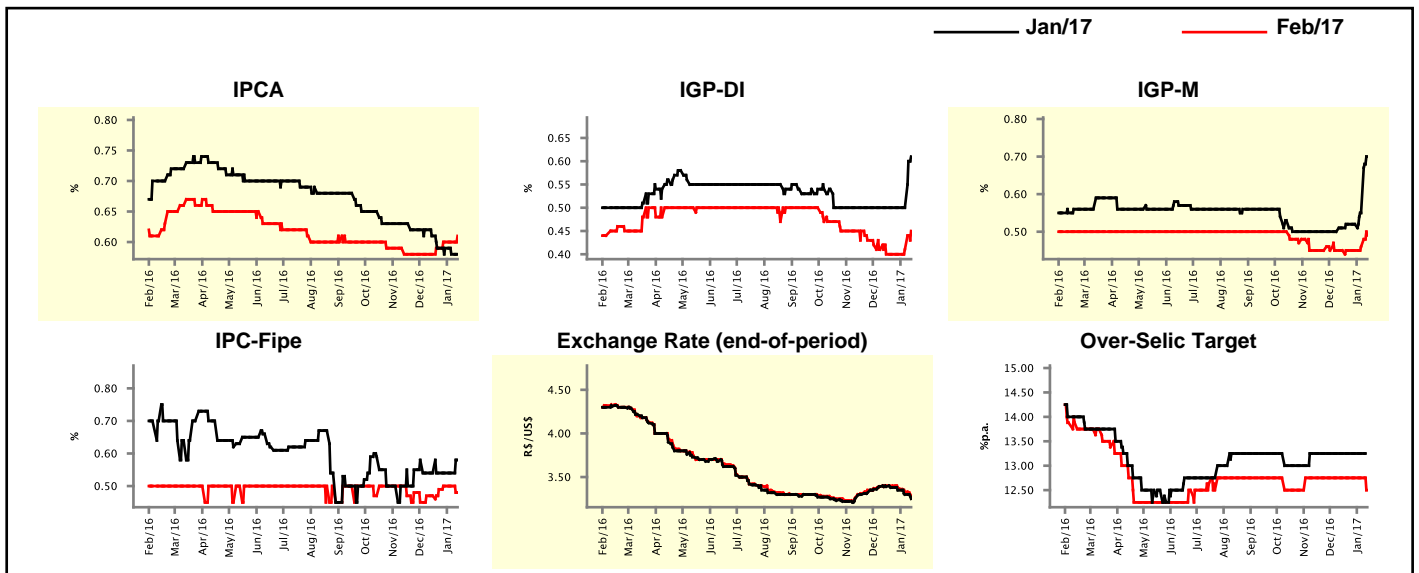 Jan/17 Feb/17
IPCA IGP-DI IGP-M
0.80
0.75
0.70
0.65
0.60
%
Feb/16 Mar/16 Apr/16 May/16 Jun/16 Jul/16 Aug/16 Sep/16 Oct/16 Nov/16 Dec/16 Jan/17
0.65
0.60
0.55
0.50
0.45
0.40
%
Feb/16 Mar/16 Apr/16 May/16 Jun/16 Jul/16 Aug/16 Sep/16 Oct/16 Nov/16 Dec/16 Jan/17
0.80
0.70
0.60
0.50
%
Feb/16 Mar/16 Apr/16 May/16 Jun/16 Jul/16 Aug/16 Sep/16 Oct/16 Nov/16 Dec/16 Jan/17
IPC-Fipe Exchange Rate (end-of-period) Over-Selic Target
0.80
0.70
0.60
0.50
%
Feb/16 Mar/16 Apr/16 May/16 Jun/16 Jul/16 Aug/16 Sep/16 Oct/16 Nov/16 Dec/16 Jan/17
4.50
4.00
3.50
R$/US$
Feb/16 Mar/16 Apr/16 May/16 Jun/16 Jul/16 Aug/16 Sep/16 Oct/16 Nov/16 Dec/16 Jan/17
15.00
14.00
13.50
13.00
12.50
%p.a.
Feb/16 Mar/16 Apr/16 May/16 Jun/16 Jul/16 Aug/16 Sep/16 Oct/16 Nov/16 Dec/16 Jan/17